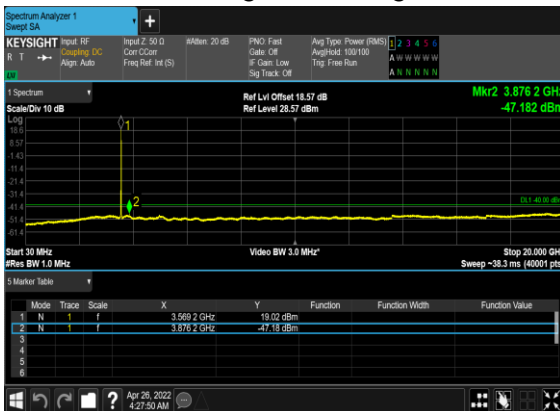 Spectrum Analyzer 1
Swept SA
KEYSIGHT
R T
Input: RF
Coupling: DC
Align: Auto
Input Z: 50 Ω
Corr CCorr
Freq Ref: Int (S)
#Atten: 20 dB
PNO: Fast
Gate: Off
IF Gain: Low
Sig Track: Off
Avg Type: Power (RMS)
Avg|Hold: 100/100
Trig: Free Run
1 2 3 4 5 6
A W W W W W
A N N N N N
LV
1 Spectrum
Scale/Div 10 dB
Ref Lvl Offset 18.57 dB
Ref Level 28.57 dBm
Mkr2 3.876 2 GHz
-47.182 dBm
Log
18.6
8.57
-1.43
-11.4
-21.4
-31.4
-41.4
-51.4
-61.4
1
2
DL1 -40.00 dBm
Start 30 MHz
#Res BW 1.0 MHz
Video BW 3.0 MHz*
Stop 20.000 GHz
Sweep ~38.3 ms (40001 pts)
5 Marker Table
Mode Trace Scale X Y Function Function Width Function Value
1 N 1 f 3.569 2 GHz 19.02 dBm
2 N 1 f 3.876 2 GHz -47.18 dBm
3
4
5
6
?
Apr 26, 2022
4:27:50 AM